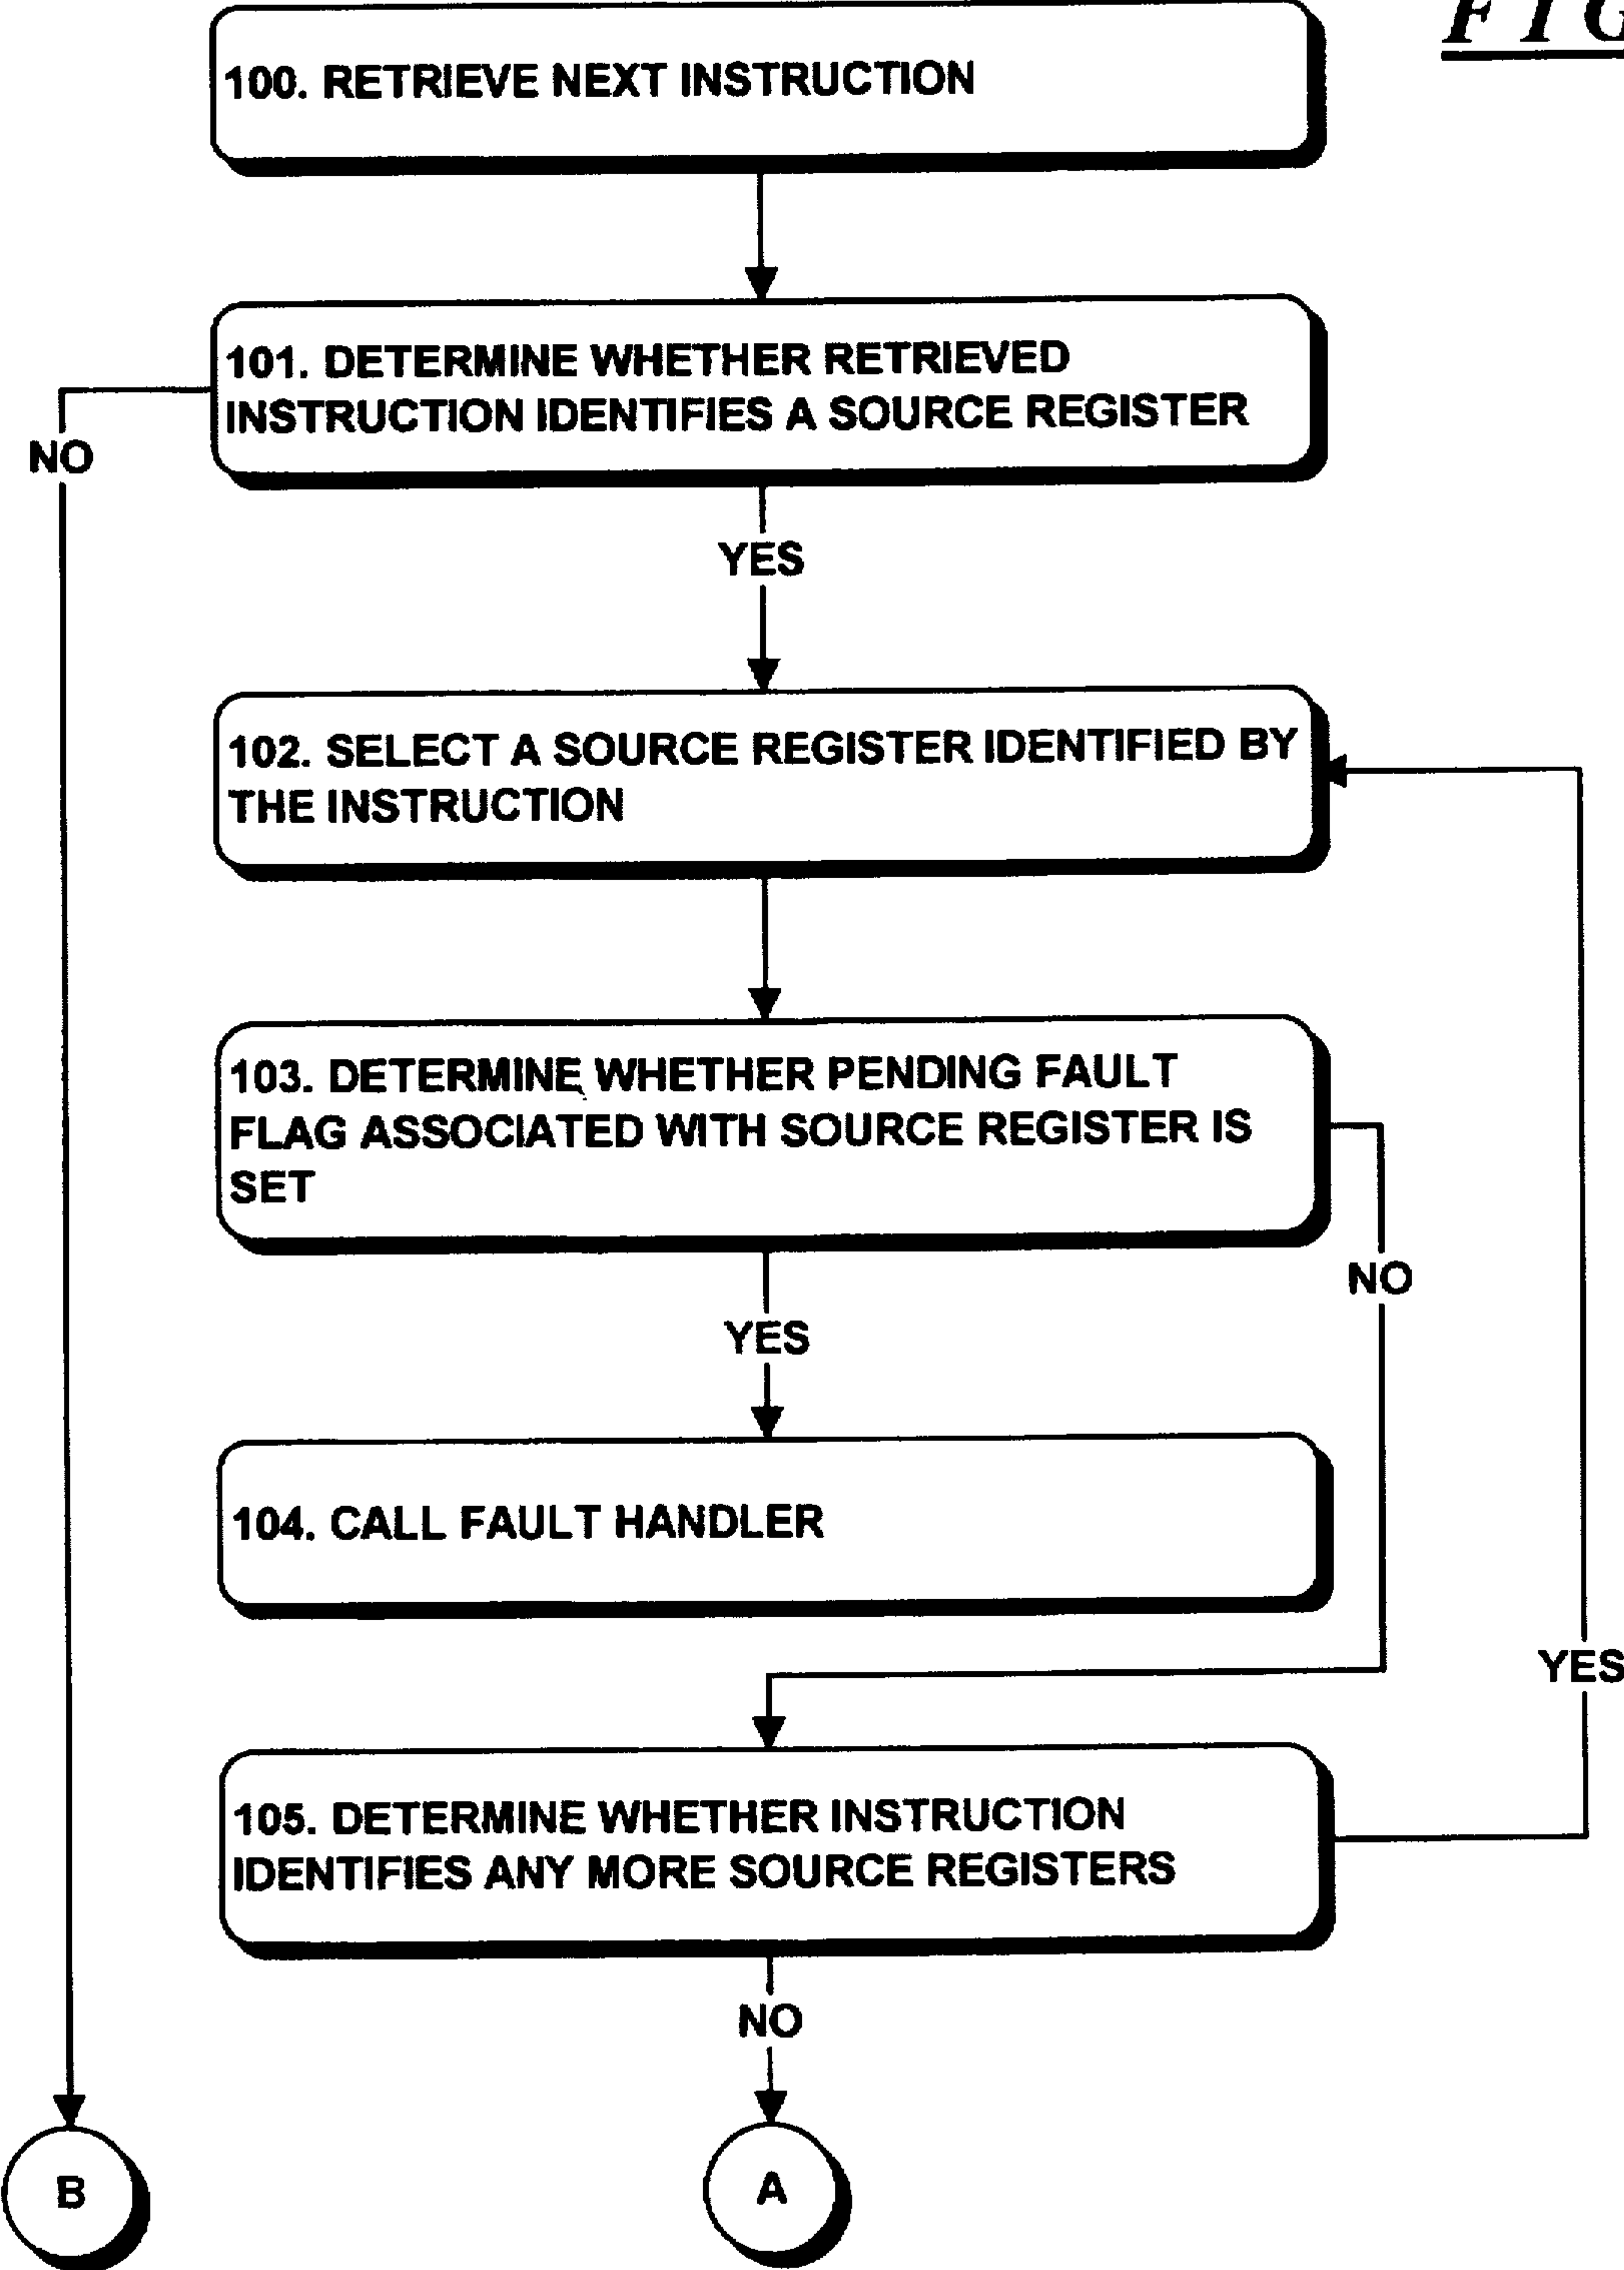 FIG
100. RETRIEVE NEXT INSTRUCTION
101. DETERMINE WHETHER RETRIEVED
INSTRUCTION IDENTIFIES A SOURCE REGISTER
NO
YES
102. SELECT A SOURCE REGISTER IDENTIFIED BY
THE INSTRUCTION
103. DETERMINE WHETHER PENDING FAULT
FLAG ASSOCIATED WITH SOURCE REGISTER IS
SET
NO
YES
104. CALL FAULT HANDLER
YES
105. DETERMINE WHETHER INSTRUCTION
IDENTIFIES ANY MORE SOURCE REGISTERS
NO
B
A